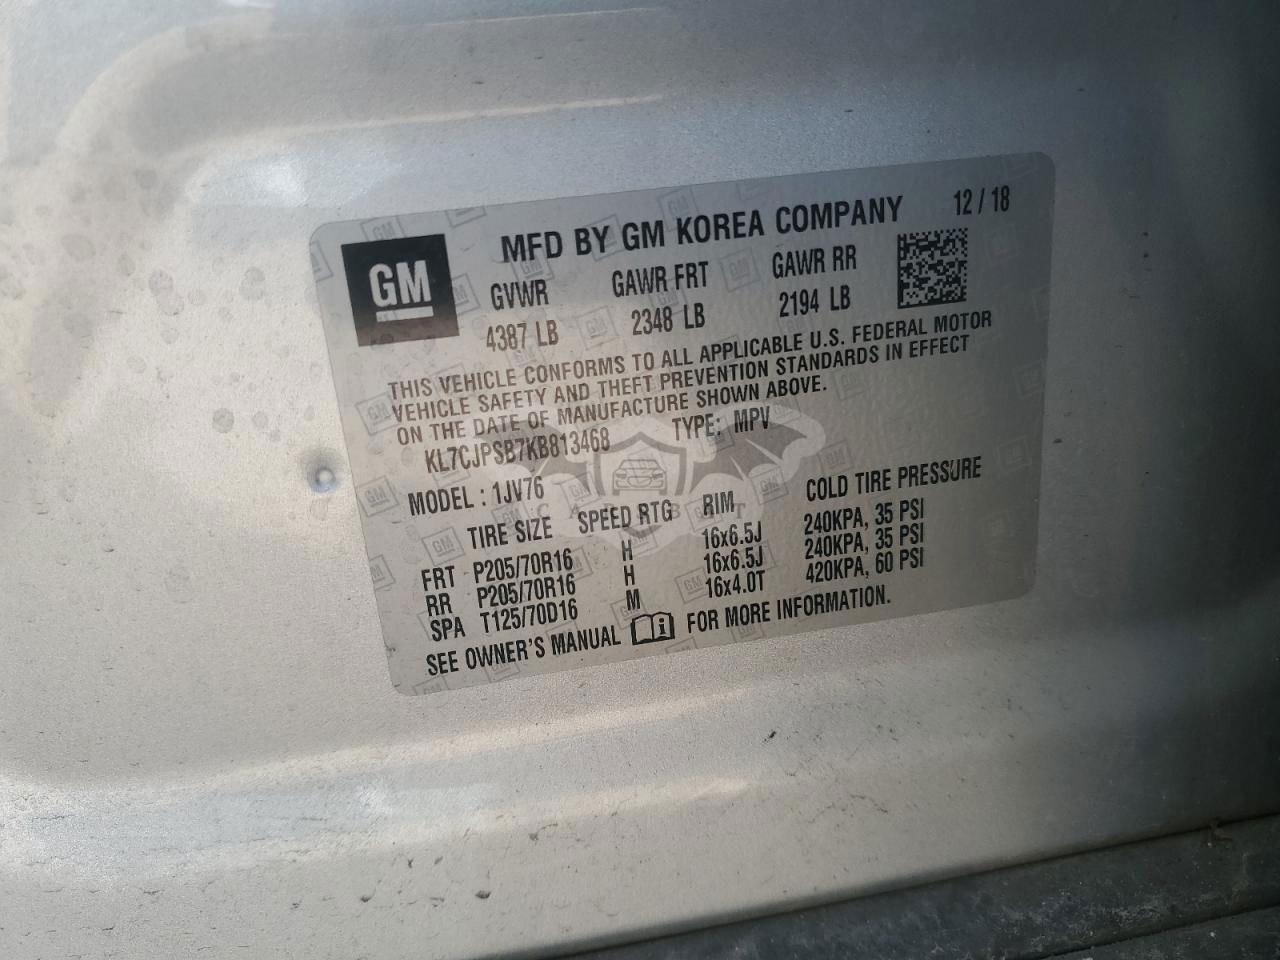 MFD BY GM KOREA COMPANY 12 / 18
GM
GVWR GAWR FRT GAWR RR
4387 LB 2348 LB 2194 LB
THIS VEHICLE CONFORMS TO ALL APPLICABLE U.S. FEDERAL MOTOR
VEHICLE SAFETY AND THEFT PREVENTION STANDARDS IN EFFECT
ON THE DATE OF MANUFACTURE SHOWN ABOVE.
KL7CJPSB7KB813468 TYPE: MPV
MODEL : 1JV76
TIRE SIZE SPEED RTG RIM COLD TIRE PRESSURE
FRT P205/70R16 H 16x6.5J 240KPA, 35 PSI
RR P205/70R16 H 16x6.5J 240KPA, 35 PSI
SPA T125/70D16 M 16x4.0T 420KPA, 60 PSI
SEE OWNER'S MANUAL FOR MORE INFORMATION.